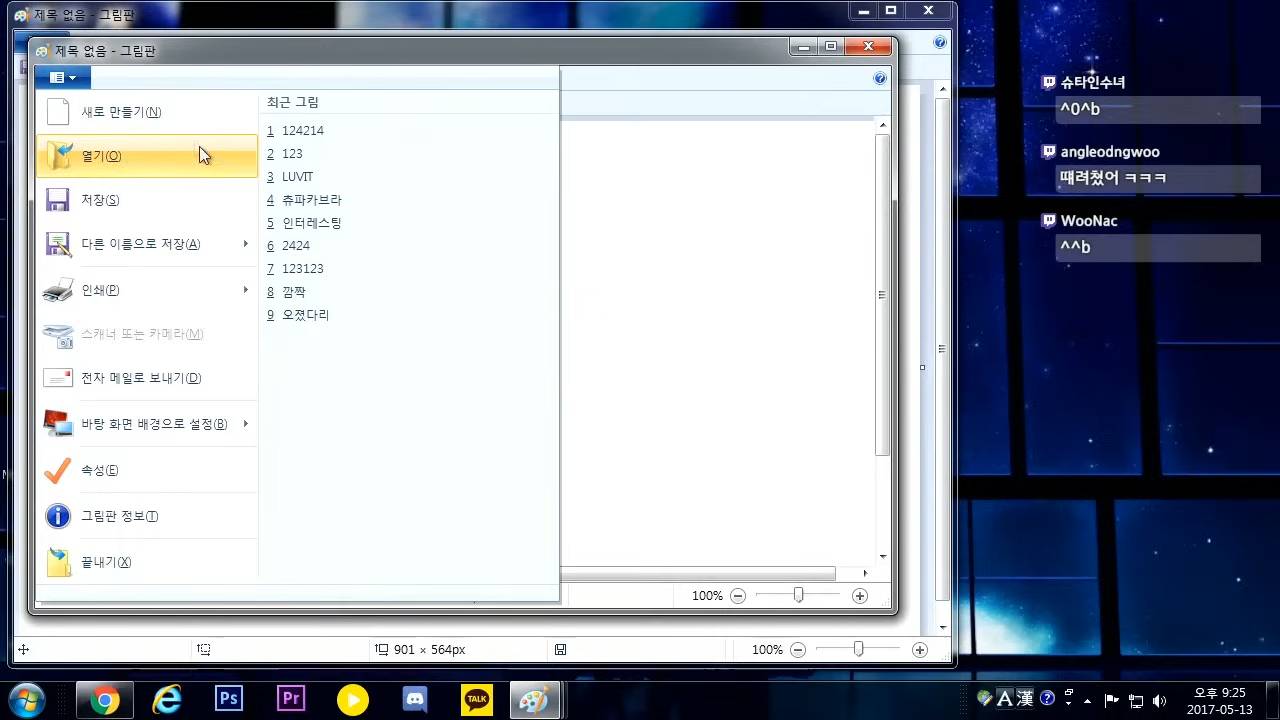 제목 없음 - 그림판
제목 없음 - 그림판
새로 만들기(N)
열기(O)
저장(S)
다른 이름으로 저장(A)
인쇄(P)
스캐너 또는 카메라(M)
전자 메일로 보내기(D)
바탕 화면 배경으로 설정(B)
속성(E)
그림판 정보(T)
끝내기(X)
최근 그림
1 124214
2 123
3 LUVIT
4 츄파카브라
5 인터레스팅
6 2424
7 123123
8 깜짝
9 오졌다리
100%
901 × 564px
100%
슈타인수녀
^0^b
angleodngwoo
떄려쳤어 ㅋㅋㅋ
WooNac
^^b
Ps
Pr
TALK
A 漢
오후 9:25
2017-05-13